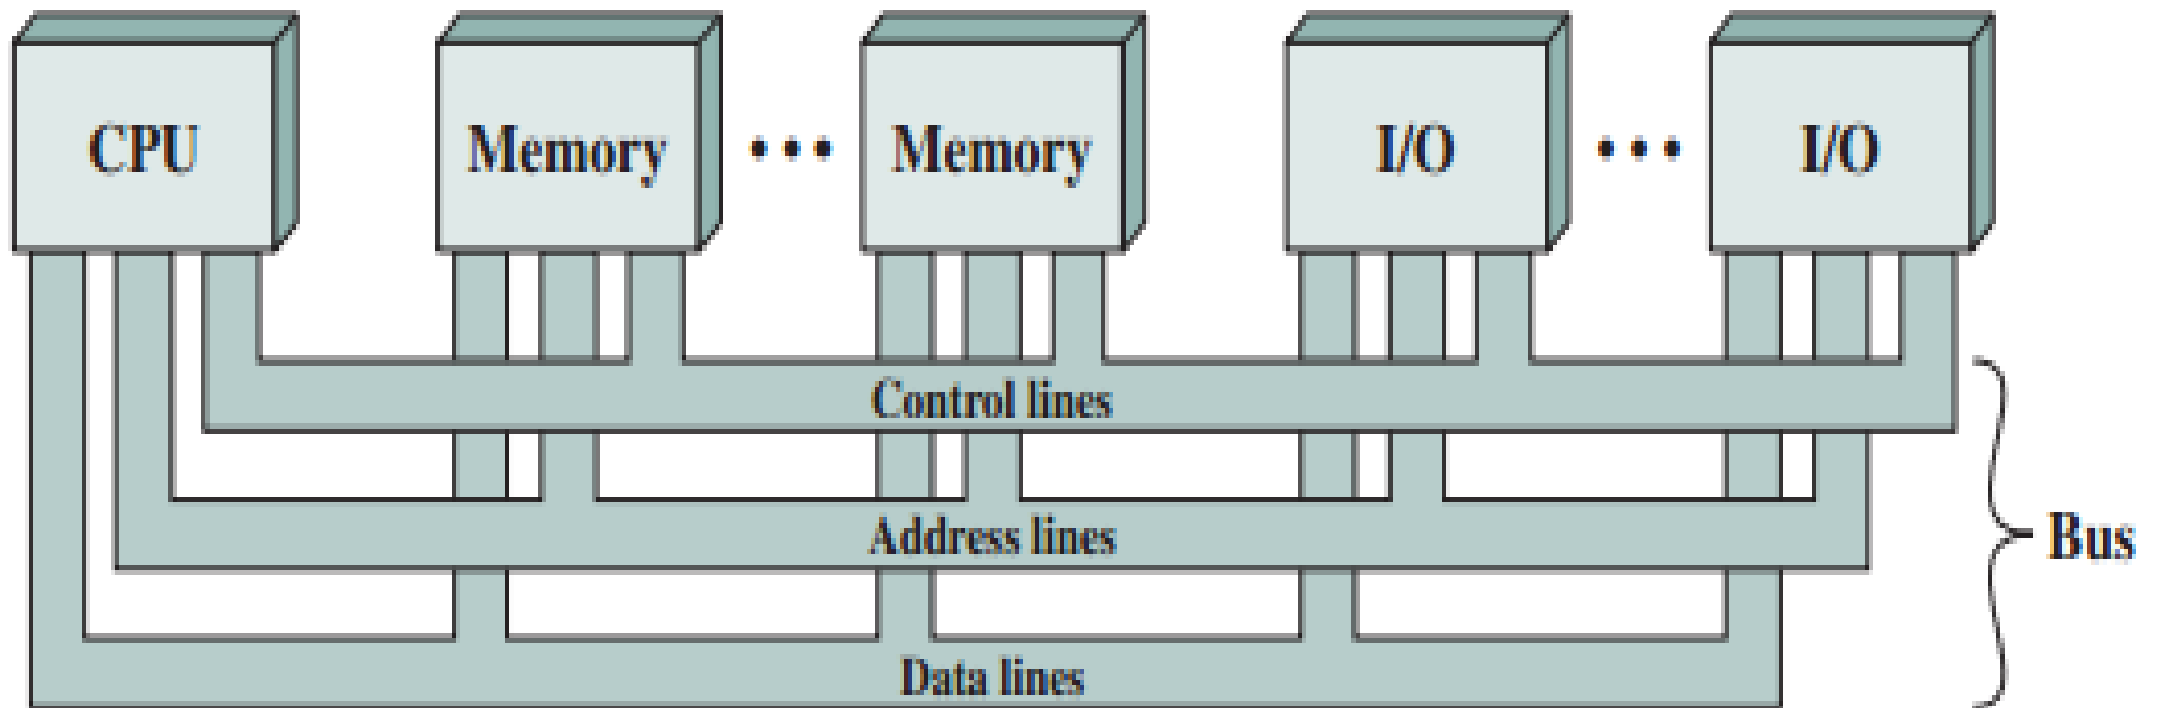 CPU
Memory
• • •
Memory
I/O
• • •
I/O
Control lines
Address lines
Bus
Data lines